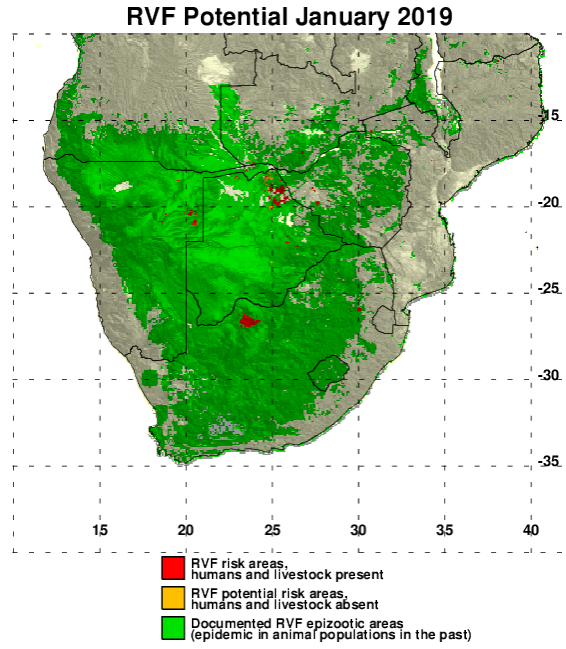 RVF Potential January 2019
-15
-20
-25
-30
-35
15 20 25 30 35 40
RVF risk areas,
humans and livestock present
RVF potential risk areas,
humans and livestock absent
Documented RVF epizootic areas
(epidemic in animal populations in the past)